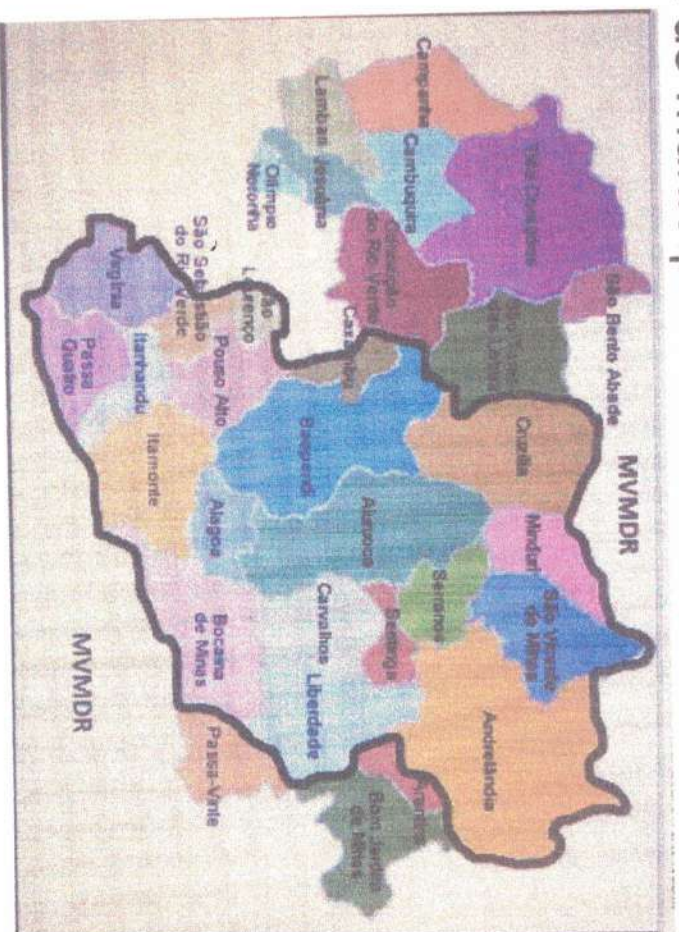 São Bento Abade
MVMDR
Três Corações
Campanha
Cambuquira
Lambari
Jesuânia
Olímpio
Noronha
Conceição
do Rio Verde
Caxambu
Cruzília
Minduri
São Vicente
de Minas
Andrelândia
Serranos
Seritinga
Aiuruoca
Baependi
São
Lourenço
São Sebastião
do Rio Verde
Pouso Alto
Virgínia
Itanhandu
Passa
Quatro
Itamonte
Alagoa
Carvalhos
Liberdade
Bocaina
de Minas
Passa-Vinte
Arantina
Bom Jardim
de Minas
MVMDR